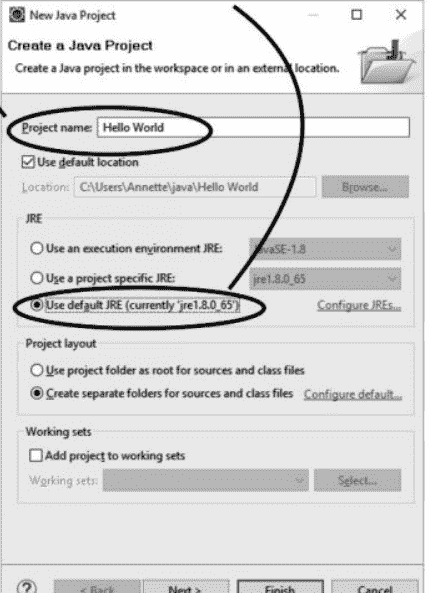 New Java Project
Create a Java Project
Create a Java project in the workspace or in an external location.
Project name: Hello World
Use default location
Location: C:\Users\Annette\java\Hello World Browse...
JRE
Use an execution environment JRE: JavaSE-1.8
Use a project specific JRE: jre1.8.0_65
Use default JRE (currently 'jre1.8.0_65') Configure JREs...
Project layout
Use project folder as root for sources and class files
Create separate folders for sources and class files Configure default...
Working sets
Add project to working sets
Working sets: Select...
? < Back Next > Finish Cancel